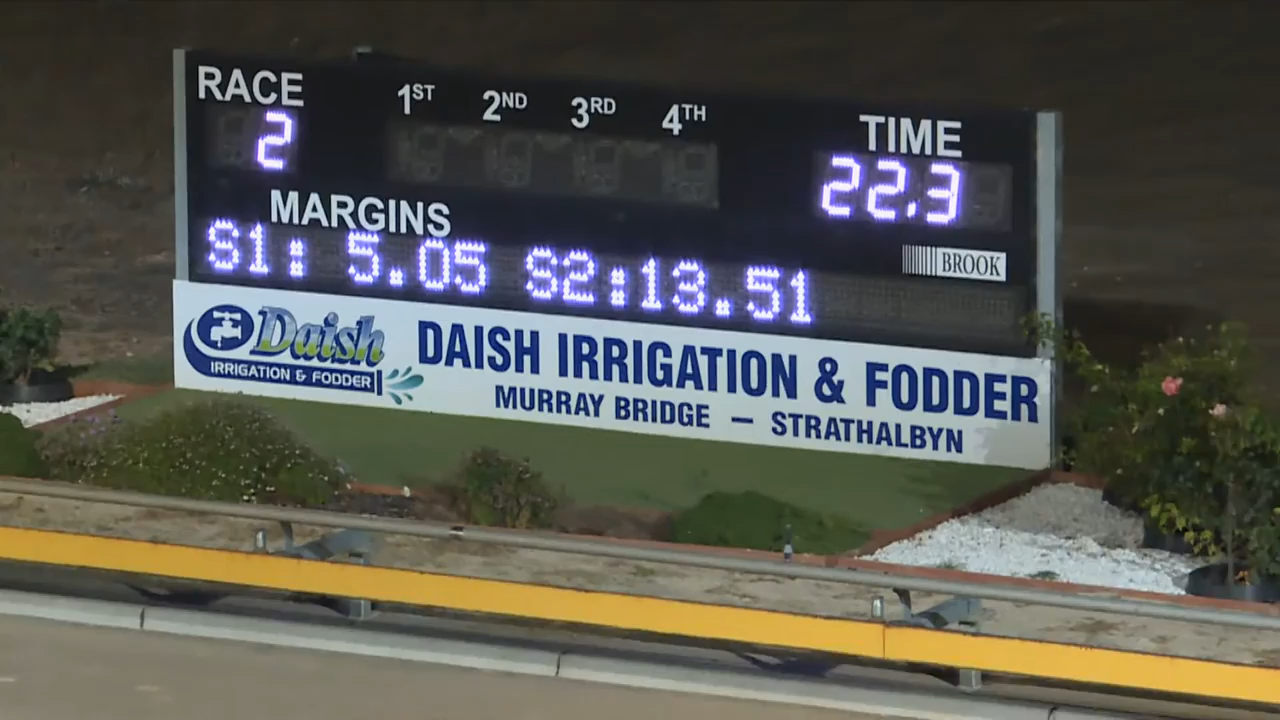 RACE 1ST 2ND 3RD 4TH TIME
2 22.3
MARGINS
S1: 5.05 S2:13.51
BROOK
Daish
IRRIGATION & FODDER
DAISH IRRIGATION & FODDER
MURRAY BRIDGE — STRATHALBYN